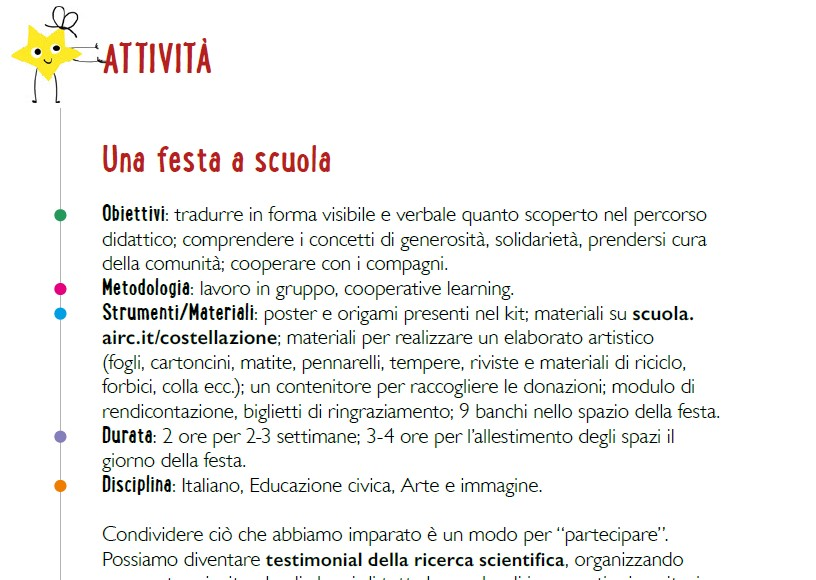 ATTIVITÀ
Una festa a scuola
Obiettivi: tradurre in forma visibile e verbale quanto scoperto nel percorso
didattico; comprendere i concetti di generosità, solidarietà, prendersi cura
della comunità; cooperare con i compagni.
Metodologia: lavoro in gruppo, cooperative learning.
Strumenti/Materiali: poster e origami presenti nel kit; materiali su scuola.
airc.it/costellazione; materiali per realizzare un elaborato artistico
(fogli, cartoncini, matite, pennarelli, tempere, riviste e materiali di riciclo,
forbici, colla ecc.); un contenitore per raccogliere le donazioni; modulo di
rendicontazione, biglietti di ringraziamento; 9 banchi nello spazio della festa.
Durata: 2 ore per 2-3 settimane; 3-4 ore per l'allestimento degli spazi il
giorno della festa.
Disciplina: Italiano, Educazione civica, Arte e immagine.
Condividere ciò che abbiamo imparato è un modo per "partecipare".
Possiamo diventare testimonial della ricerca scientifica, organizzando